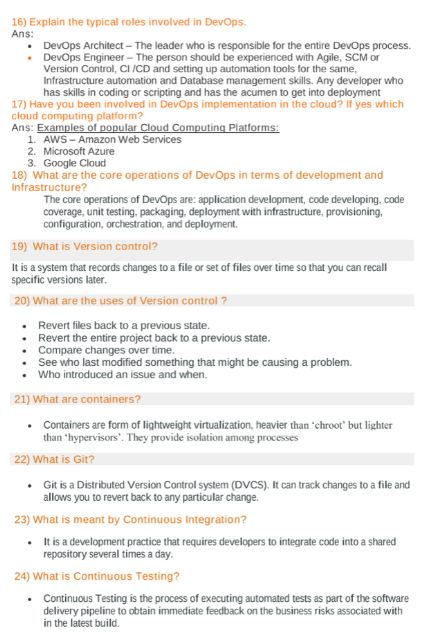 16) Explain the typical roles involved in DevOps.
Ans:
• DevOps Architect – The leader who is responsible for the entire DevOps process.
• DevOps Engineer – The person should be experienced with Agile, SCM or
Version Control, CI /CD and setting up automation tools for the same,
Infrastructure automation and Database management skills. Any developer who
has skills in coding or scripting and has the acumen to get into deployment
17) Have you been involved in DevOps implementation in the cloud? If yes which
cloud computing platform?
Ans: Examples of popular Cloud Computing Platforms:
1. AWS – Amazon Web Services
2. Microsoft Azure
3. Google Cloud
18) What are the core operations of DevOps in terms of development and
Infrastructure?
The core operations of DevOps are: application development, code developing, code
coverage, unit testing, packaging, deployment with infrastructure, provisioning,
configuration, orchestration, and deployment.
19) What is Version control?
It is a system that records changes to a file or set of files over time so that you can recall
specific versions later.
20) What are the uses of Version control ?
• Revert files back to a previous state.
• Revert the entire project back to a previous state.
• Compare changes over time.
• See who last modified something that might be causing a problem.
• Who introduced an issue and when.
21) What are containers?
• Containers are form of lightweight virtualization, heavier than ‘chroot’ but lighter
than ‘hypervisors’. They provide isolation among processes
22) What is Git?
• Git is a Distributed Version Control system (DVCS). It can track changes to a file and
allows you to revert back to any particular change.
23) What is meant by Continuous Integration?
• It is a development practice that requires developers to integrate code into a shared
repository several times a day.
24) What is Continuous Testing?
• Continuous Testing is the process of executing automated tests as part of the software
delivery pipeline to obtain immediate feedback on the business risks associated with
in the latest build.